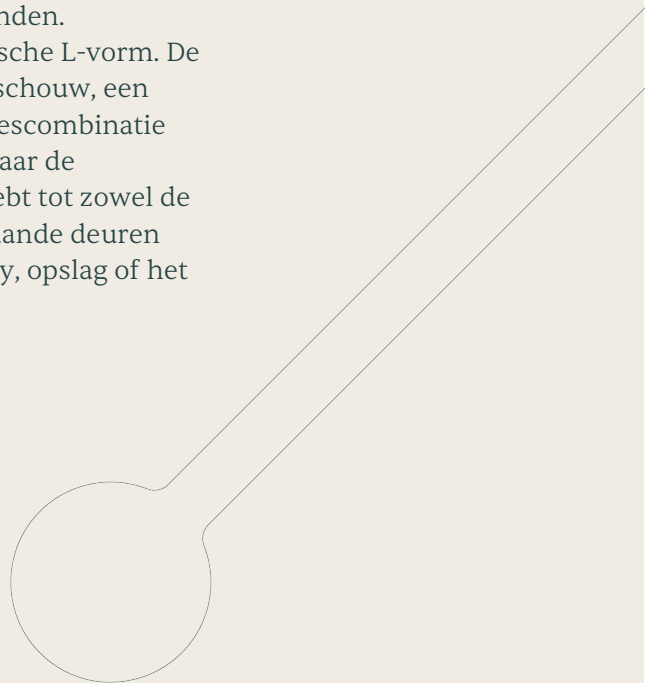 nden.
sche L-vorm. De
schouw, een
escombinatie
aar de
ebt tot zowel de
ande deuren
y, opslag of het